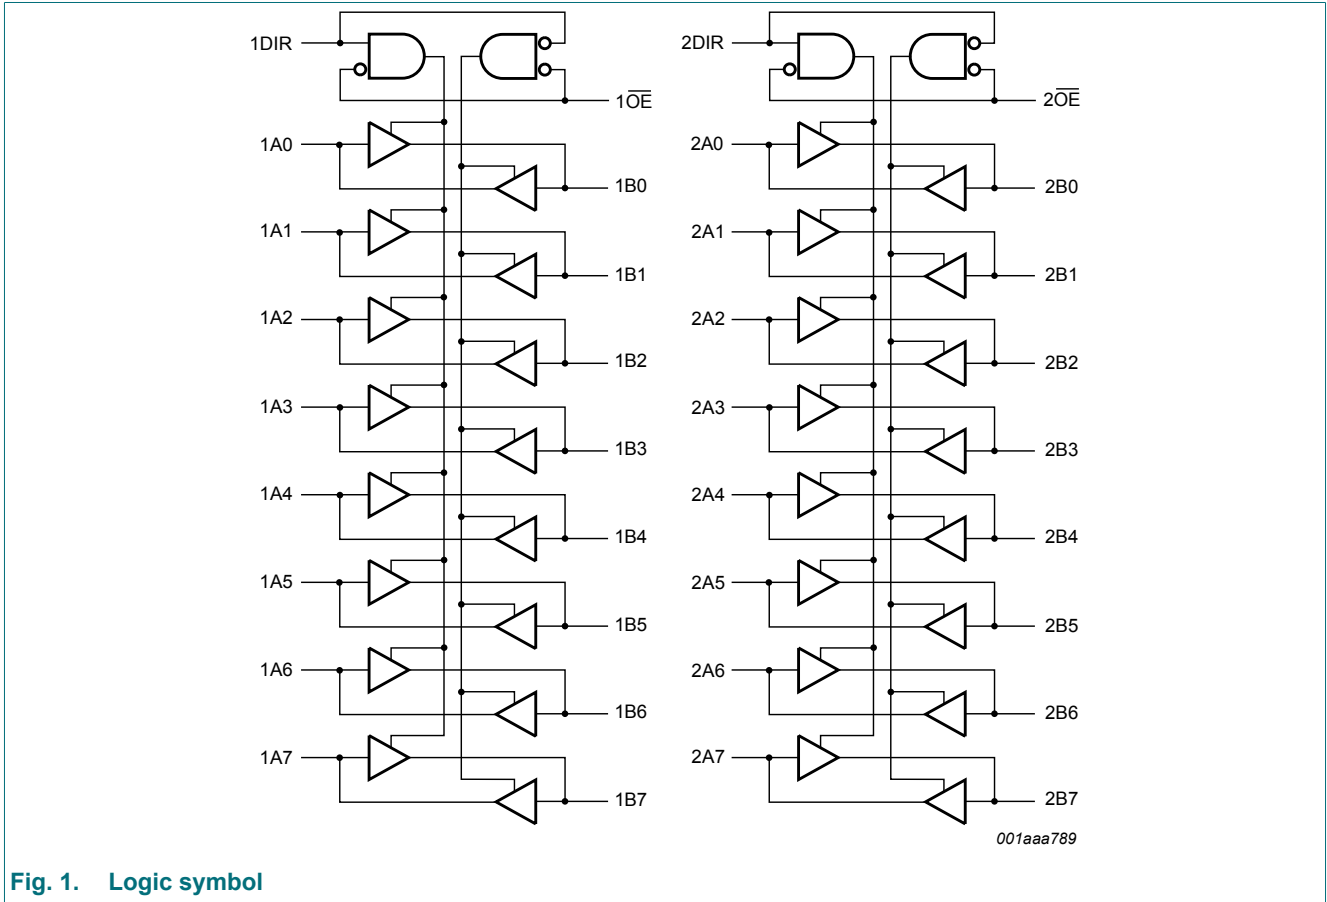 1DIR 2DIR
1O̅E̅ 2O̅E̅
1A0 2A0
1B0 2B0
1A1 2A1
1B1 2B1
1A2 2A2
1B2 2B2
1A3 2A3
1B3 2B3
1A4 2A4
1B4 2B4
1A5 2A5
1B5 2B5
1A6 2A6
1B6 2B6
1A7 2A7
1B7 2B7
001aaa789
Fig. 1. Logic symbol